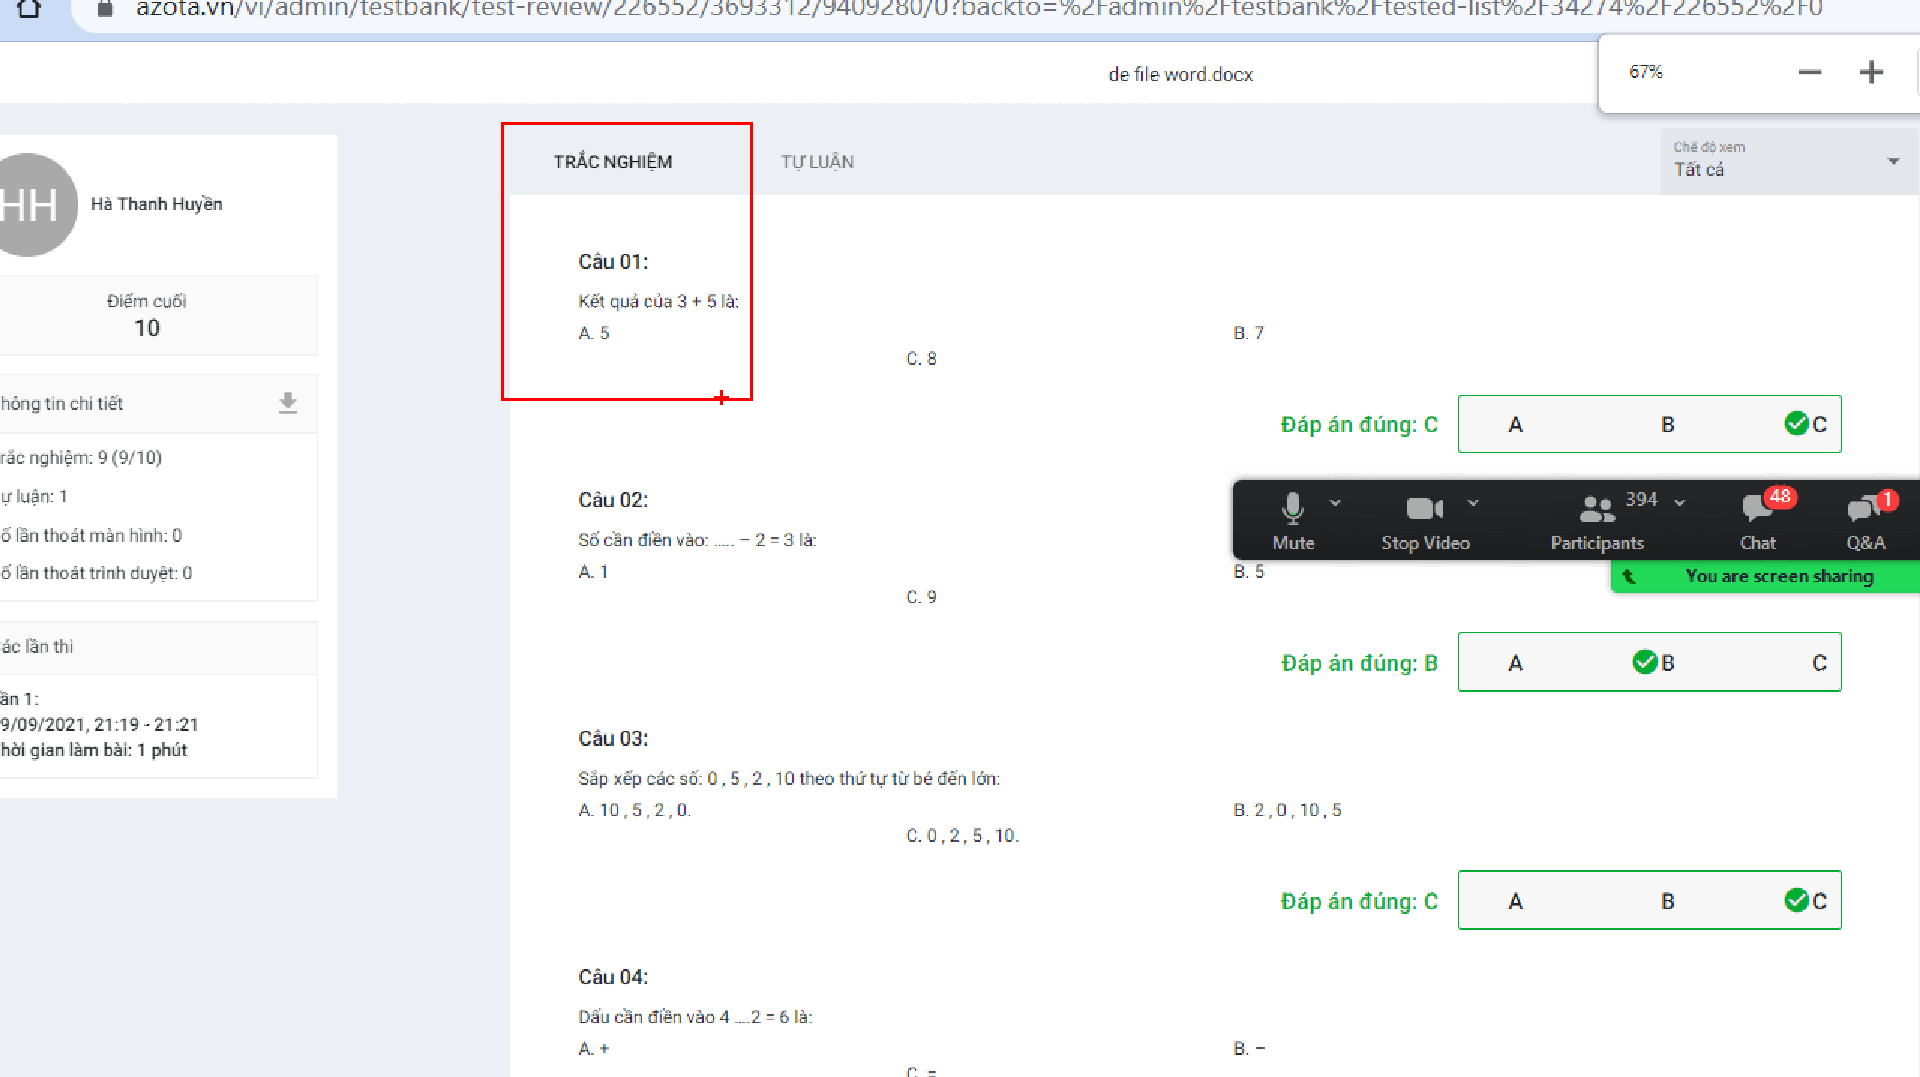 azota.vn/vi/admin/testbank/test-review/226552/3693312/9409280/0?backto=%2Fadmin%2Ftestbank%2Ftested-list%2F34274%2F226552%2F0
de file word.docx
67%
TRẮC NGHIỆM
TỰ LUẬN
Chế độ xem
Tất cả
HH
Hà Thanh Huyền
Điểm cuối
10
hông tin chi tiết
rắc nghiệm: 9 (9/10)
ự luận: 1
ố lần thoát màn hình: 0
ố lần thoát trình duyệt: 0
ác lần thi
ần 1:
9/09/2021, 21:19 - 21:21
hời gian làm bài: 1 phút
Câu 01:
Kết quả của 3 + 5 là:
A. 5
B. 7
C. 8
Đáp án đúng: C
A B C
Câu 02:
Số cần điền vào: ..... – 2 = 3 là:
A. 1
B. 5
C. 9
Đáp án đúng: B
A B C
Mute
Stop Video
394
Participants
48
Chat
1
Q&A
You are screen sharing
Câu 03:
Sắp xếp các số: 0 , 5 , 2 , 10 theo thứ tự từ bé đến lớn:
A. 10 , 5 , 2 , 0.
B. 2 , 0 , 10 , 5
C. 0 , 2 , 5 , 10.
Đáp án đúng: C
A B C
Câu 04:
Dấu cần điền vào 4 ....2 = 6 là:
A. +
B. –
C. =